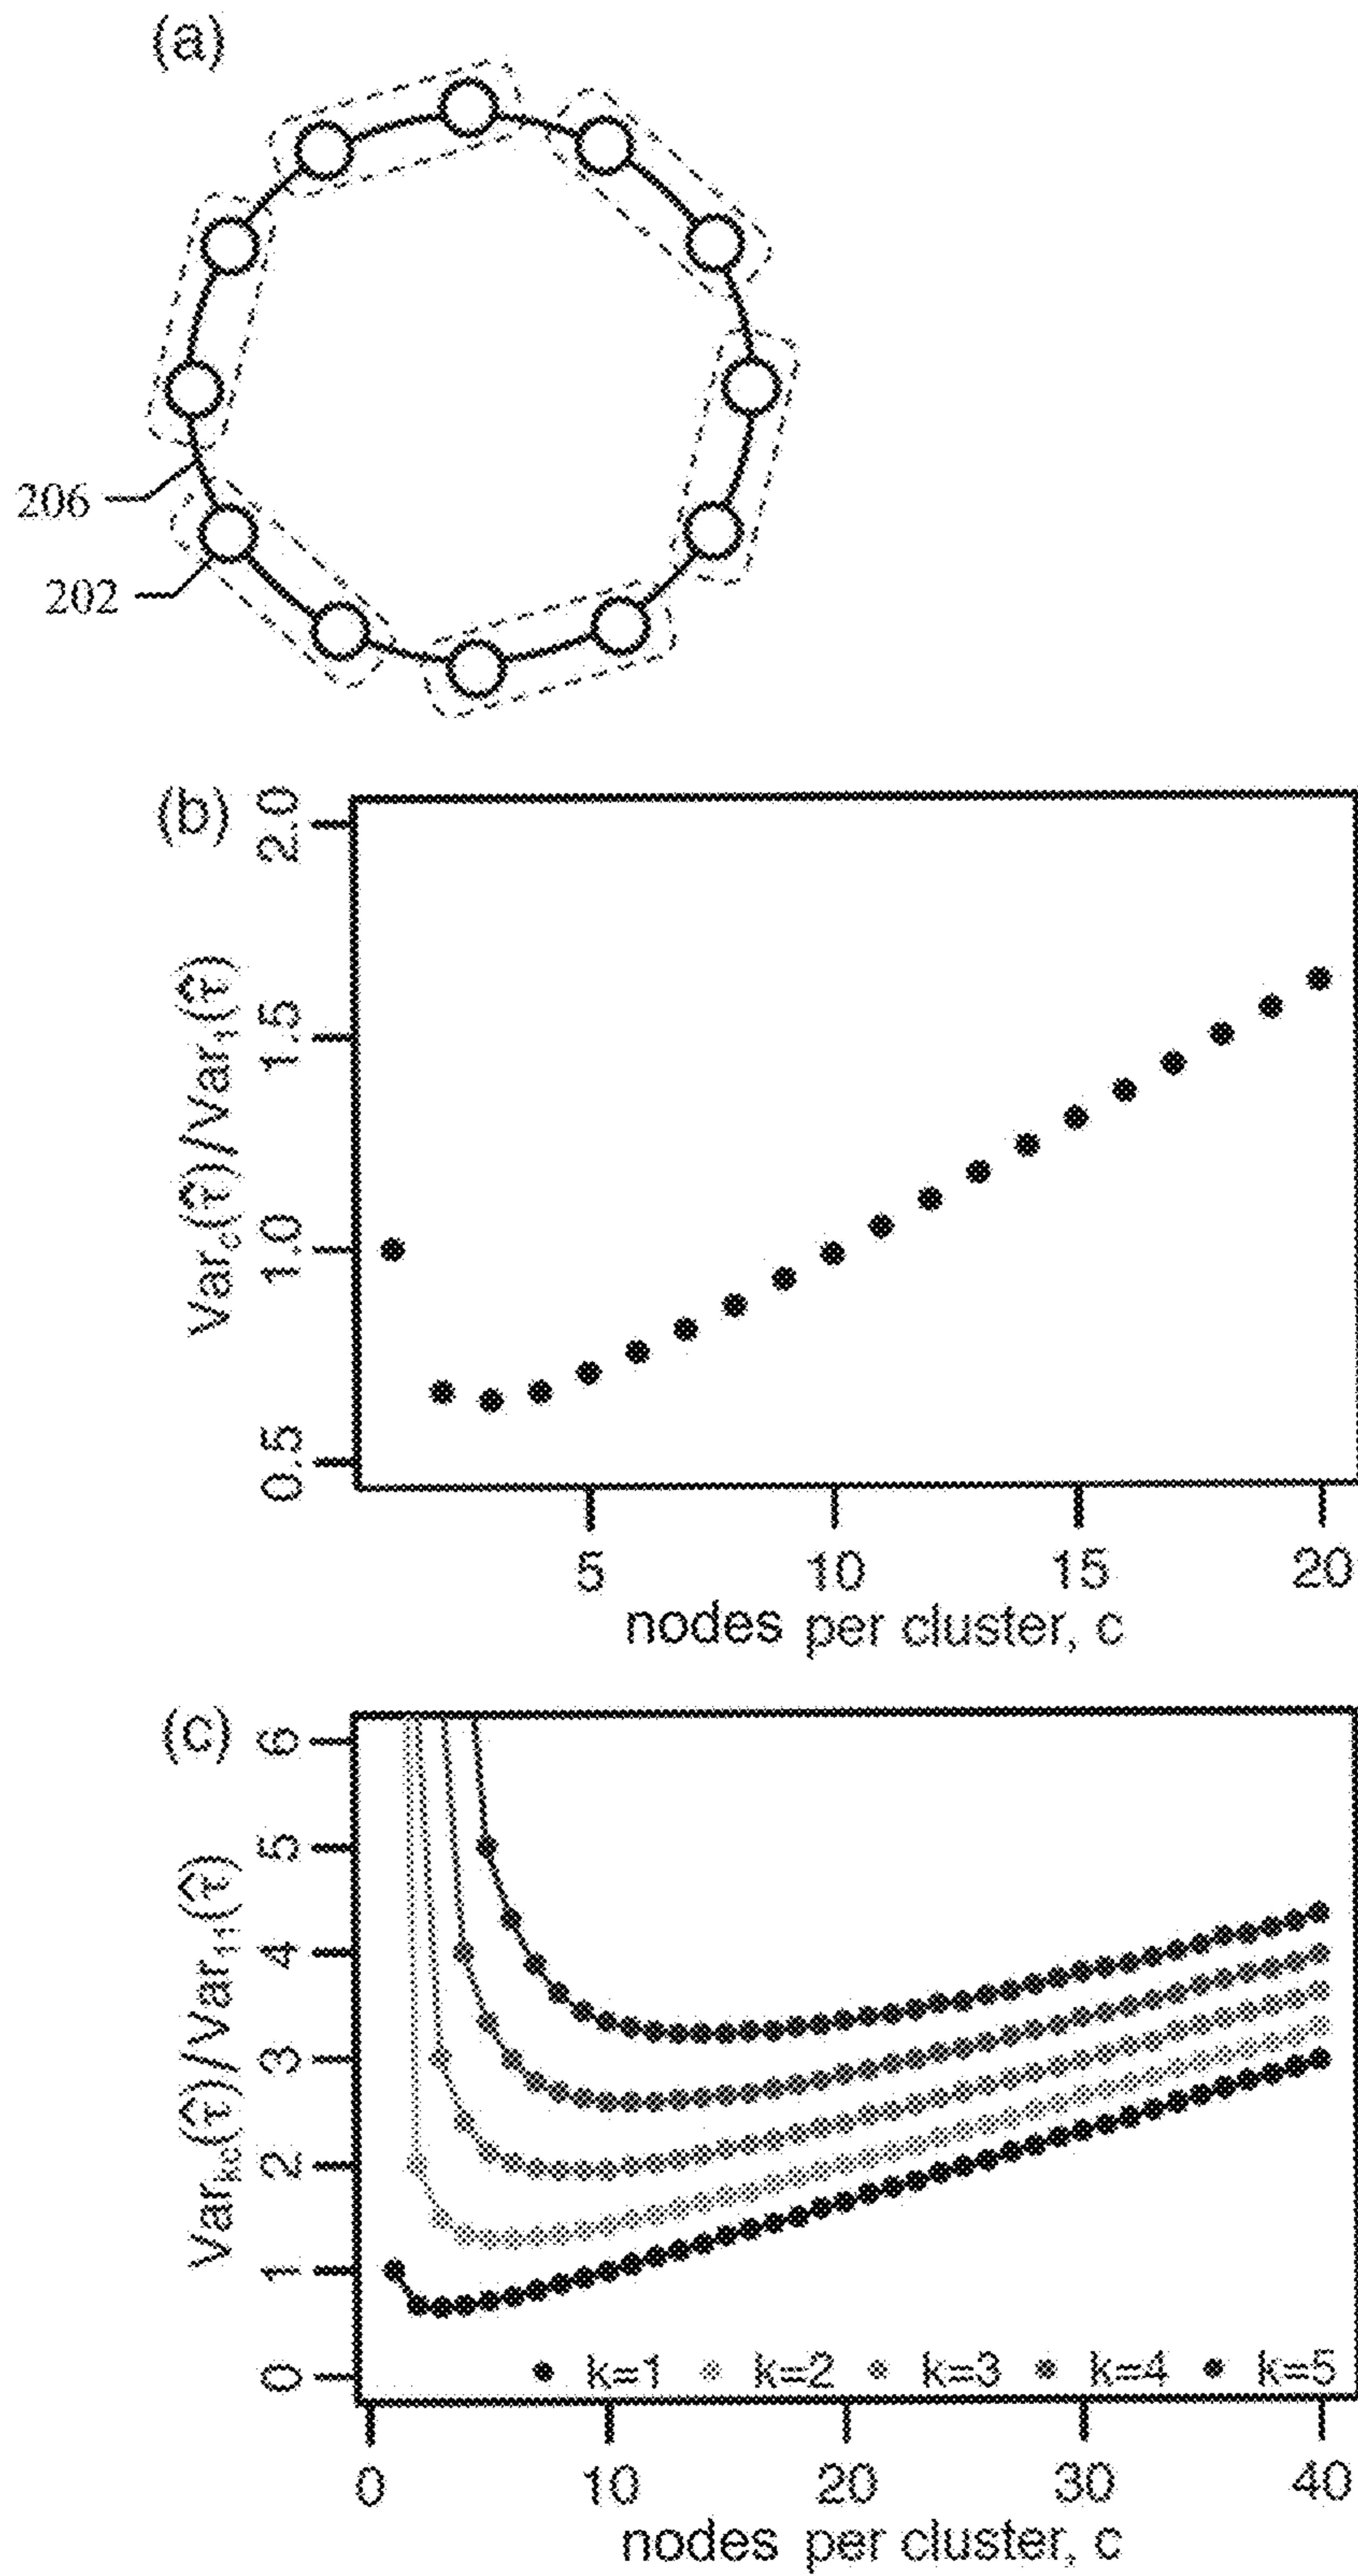 (a)
206
202
(b)
2.0
1.5
1.0
0.5
Var_c(τ̂)/Var_1(τ̂)
5 10 15 20
nodes per cluster, c
(c)
6
5
4
3
2
1
0
Var_kc(τ̂)/Var_11(τ̂)
k=1 k=2 k=3 k=4 k=5
0 10 20 30 40
nodes per cluster, c